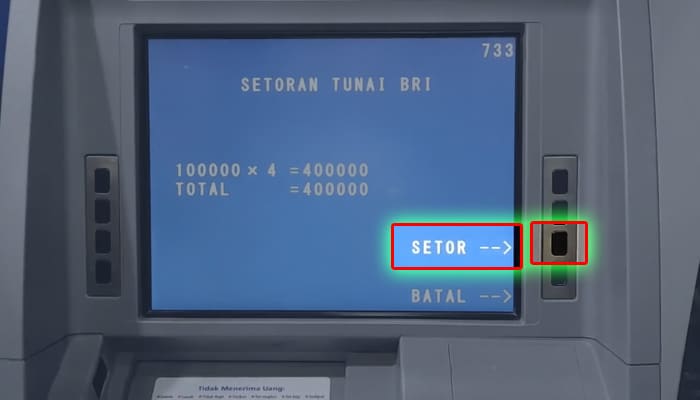 733
SETORAN TUNAI BRI
100000 × 4 =400000
TOTAL =400000
SETOR -->
BATAL -->
Tidak Menerima Uang: